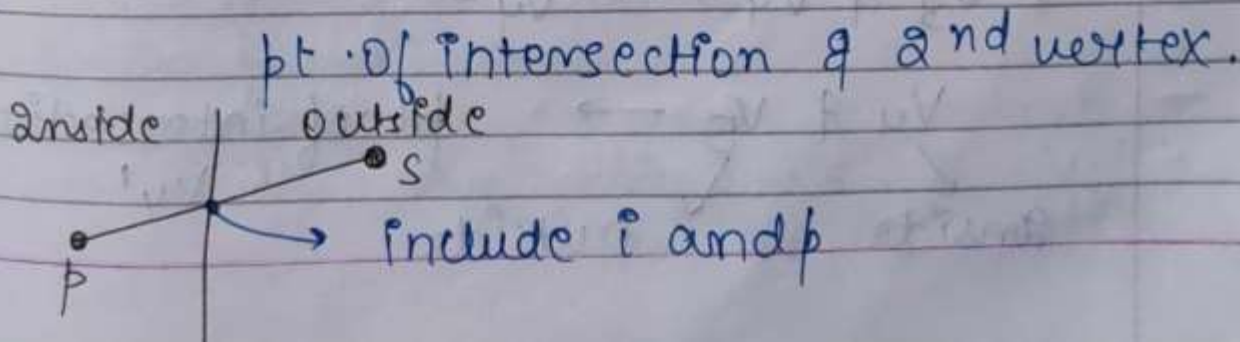 pt. of intersection & 2nd vertex.
inside outside
S
include i and p
p